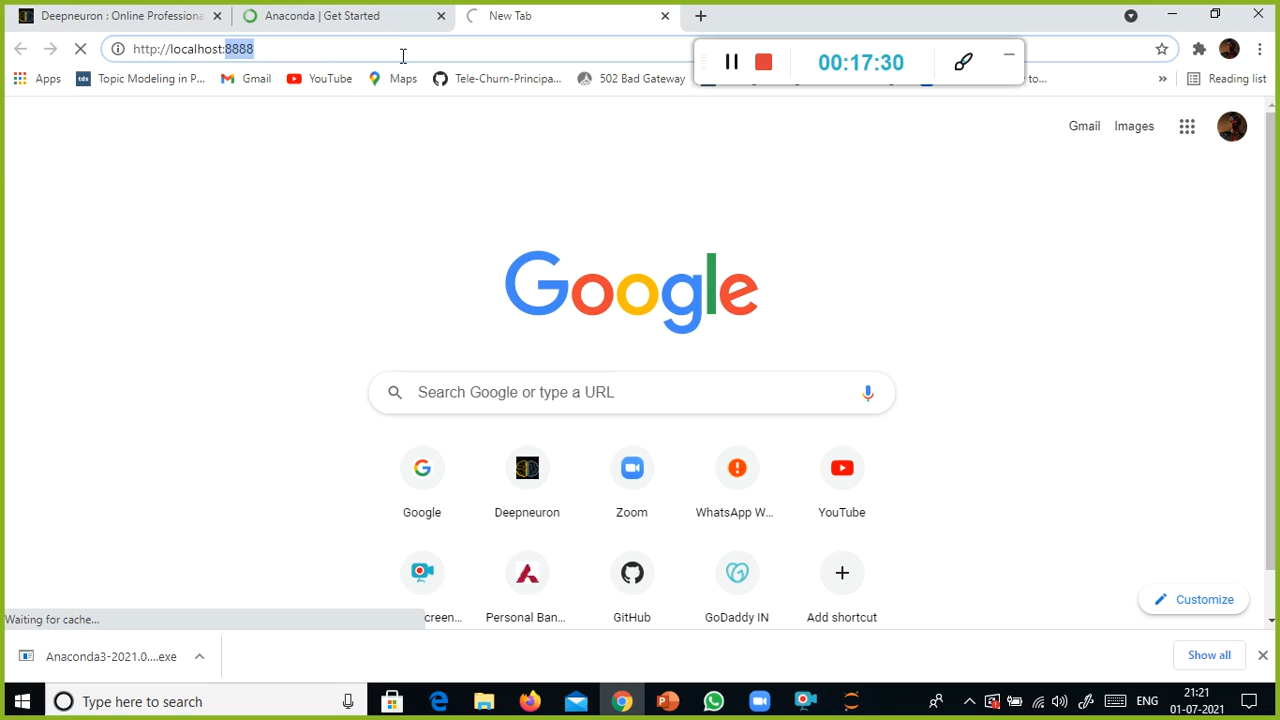 Deepneuron : Online Professiona
Anaconda | Get Started
New Tab
http://localhost:8888
00:17:30
Apps
Topic Modeling in P...
Gmail
YouTube
Maps
Tele-Churn-Principa...
502 Bad Gateway
to...
»
Reading list
Gmail
Images
Google
Search Google or type a URL
Google
Deepneuron
Zoom
WhatsApp W...
YouTube
creen...
Personal Ban...
GitHub
GoDaddy IN
Add shortcut
Customize
Waiting for cache...
Anaconda3-2021.0....exe
Show all
Type here to search
ENG
21:21
01-07-2021